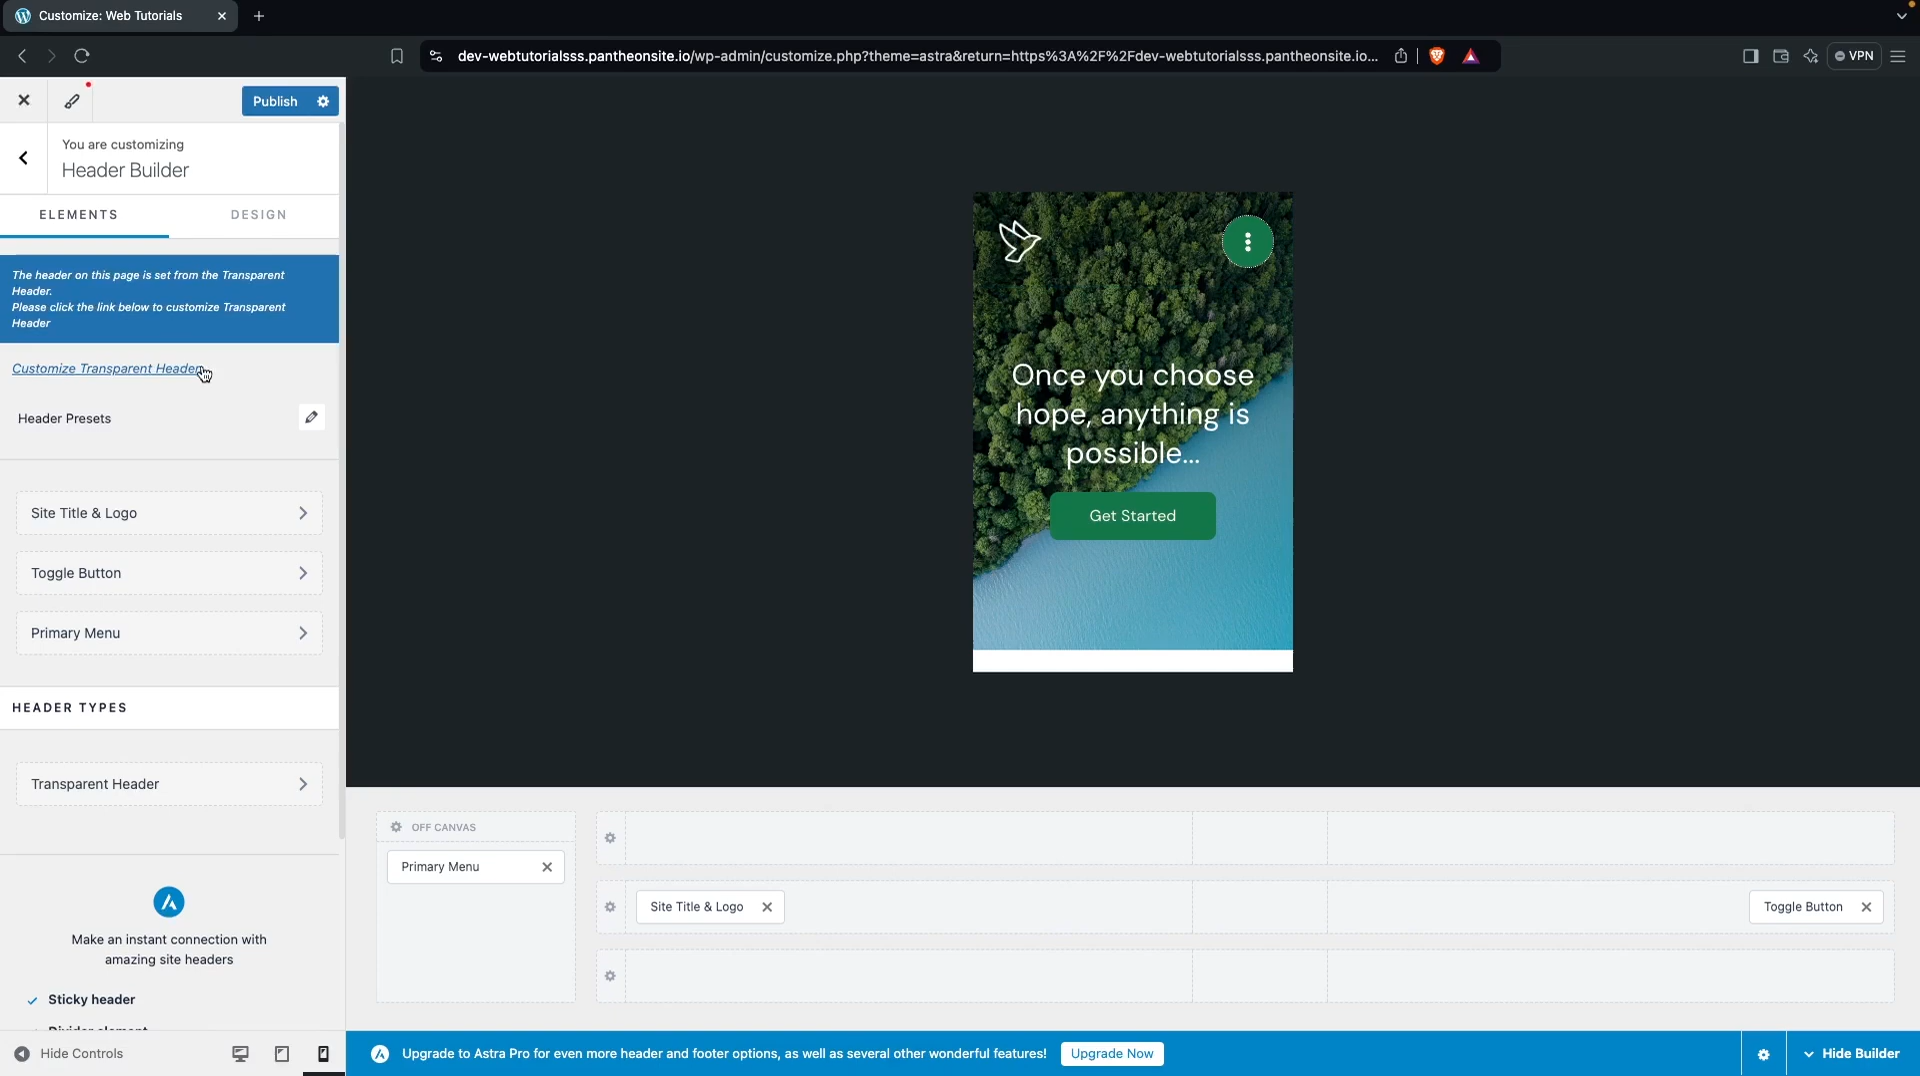 Customize: Web Tutorials
dev-webtutorialsss.pantheonsite.io/wp-admin/customize.php?theme=astra&return=https%3A%2F%2Fdev-webtutorialsss.pantheonsite.io...
VPN
Publish
You are customizing
Header Builder
ELEMENTS
DESIGN
The header on this page is set from the Transparent
Header.
Please click the link below to customize Transparent
Header
Customize Transparent Header
Header Presets
Site Title & Logo
Toggle Button
Primary Menu
HEADER TYPES
Transparent Header
Make an instant connection with
amazing site headers
Sticky header
Hide Controls
Once you choose
hope, anything is
possible...
Get Started
OFF CANVAS
Primary Menu
Site Title & Logo
Toggle Button
Upgrade to Astra Pro for even more header and footer options, as well as several other wonderful features!
Upgrade Now
Hide Builder